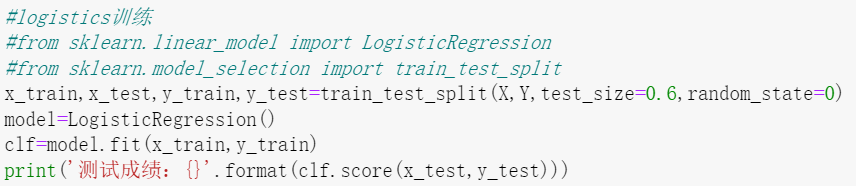 #logistics训练
#from sklearn.linear_model import LogisticRegression
#from sklearn.model_selection import train_test_split
x_train,x_test,y_train,y_test=train_test_split(X,Y,test_size=0.6,random_state=0)
model=LogisticRegression()
clf=model.fit(x_train,y_train)
print('测试成绩：{}'.format(clf.score(x_test,y_test)))